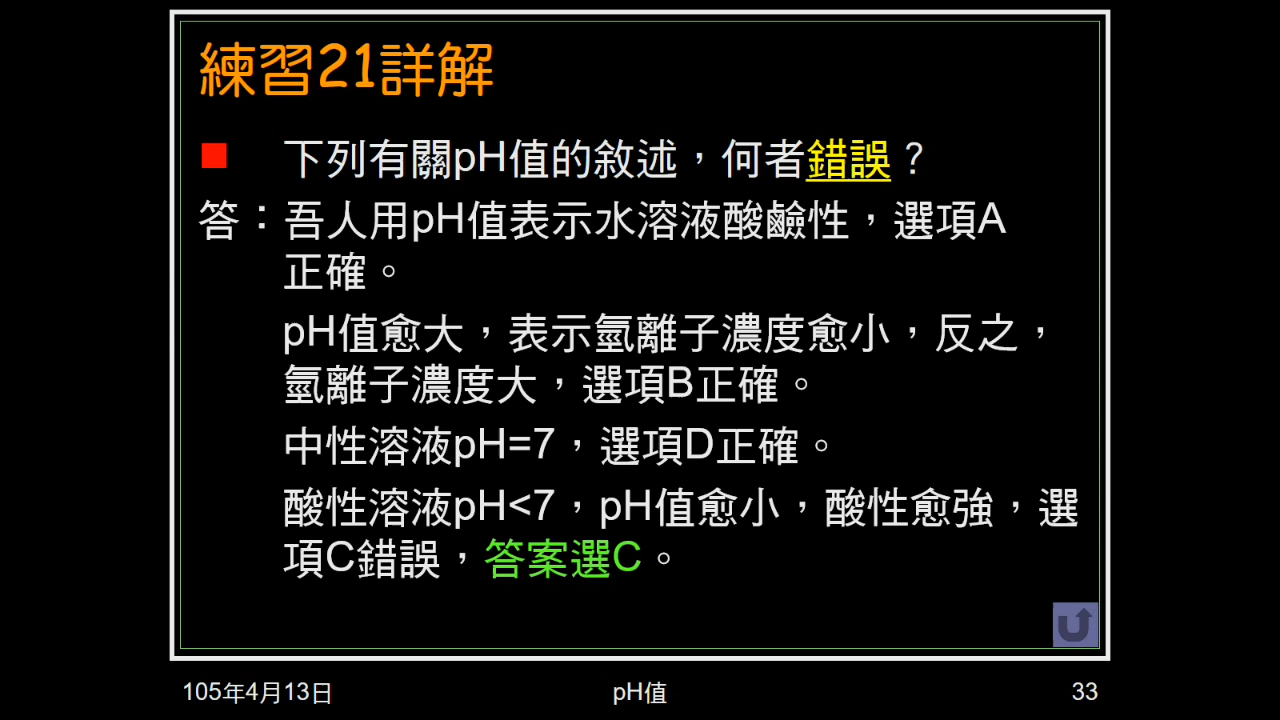 練習21詳解
下列有關pH值的敘述，何者錯誤？
答：吾人用pH值表示水溶液酸鹼性，選項A
正確。
pH值愈大，表示氫離子濃度愈小，反之，
氫離子濃度大，選項B正確。
中性溶液pH=7，選項D正確。
酸性溶液pH<7，pH值愈小，酸性愈強，選
項C錯誤，答案選C。
105年4月13日
pH值
33